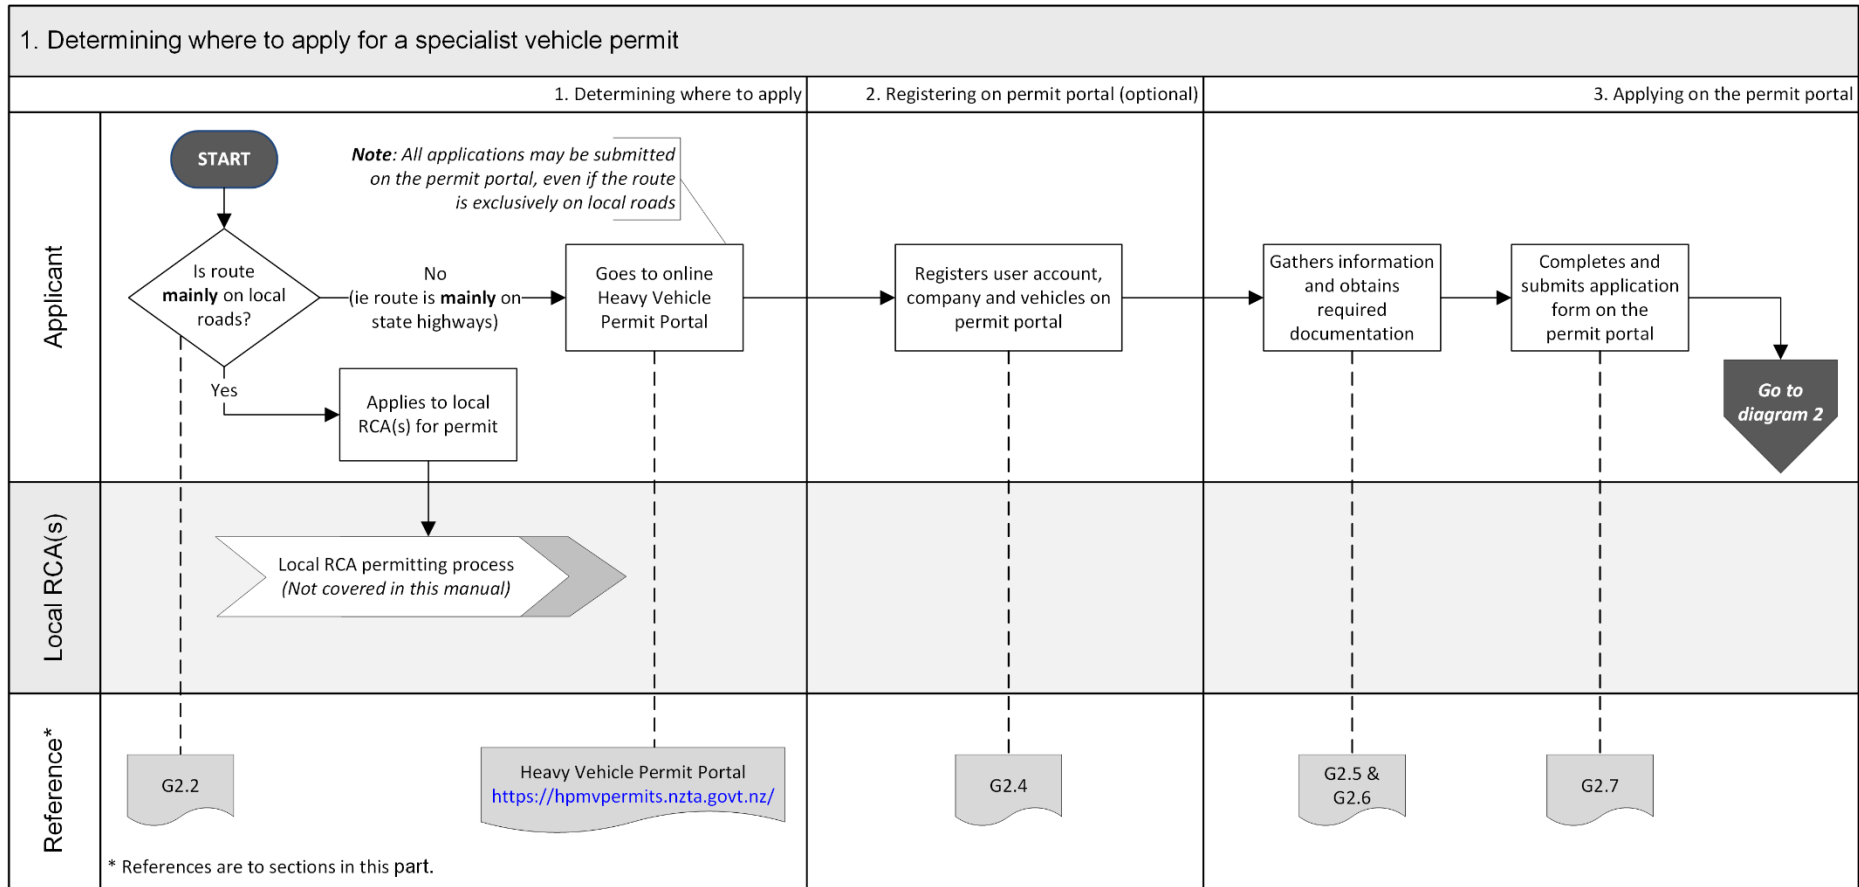 1. Determining where to apply for a specialist vehicle permit
1. Determining where to apply
2. Registering on permit portal (optional)
3. Applying on the permit portal
Applicant
START
Note: All applications may be submitted
on the permit portal, even if the route
is exclusively on local roads
Is route
mainly on local
roads?
No
(ie route is mainly on
state highways)
Goes to online
Heavy Vehicle
Permit Portal
Registers user account,
company and vehicles on
permit portal
Gathers information
and obtains
required
documentation
Completes and
submits application
form on the
permit portal
Yes
Applies to local
RCA(s) for permit
Go to
diagram 2
Local RCA(s)
Local RCA permitting process
(Not covered in this manual)
Reference*
G2.2
Heavy Vehicle Permit Portal
https://hpmvpermits.nzta.govt.nz/
G2.4
G2.5 &
G2.6
G2.7
* References are to sections in this part.